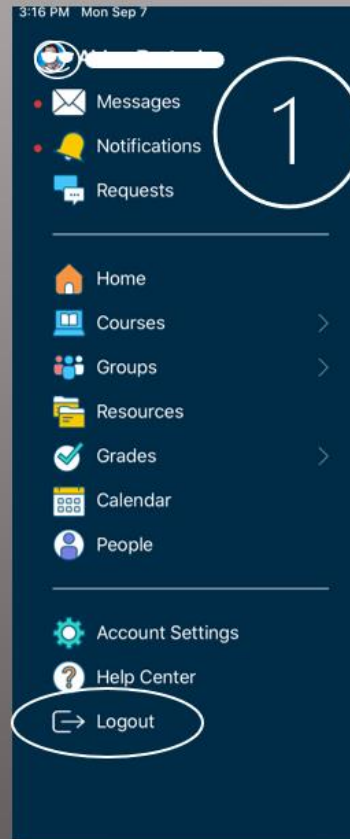 3:16 PM Mon Sep 7
Messages
1
Notifications
Requests
Home
Courses
Groups
Resources
Grades
Calendar
People
Account Settings
Help Center
Logout